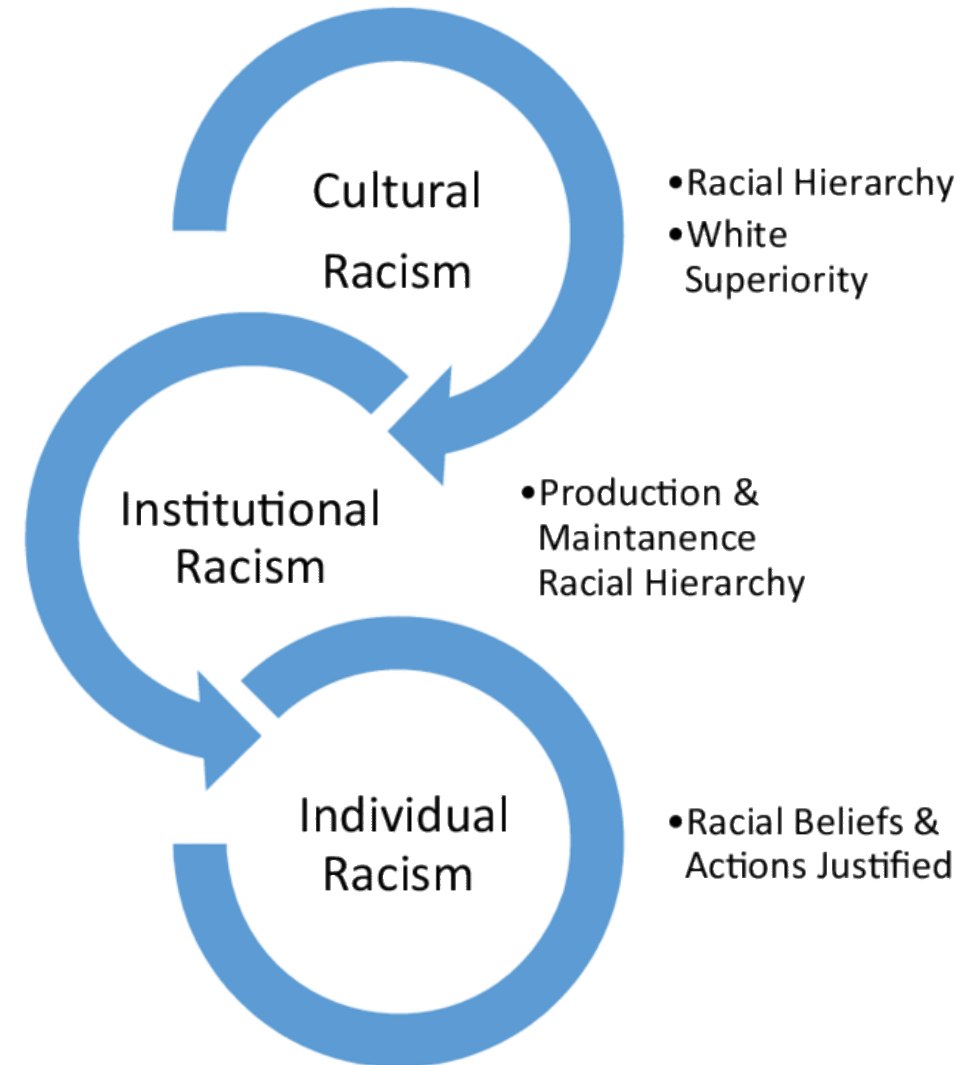 Cultural
Racism
•Racial Hierarchy
•White
Superiority
Institutional
Racism
•Production &
Maintanence
Racial Hierarchy
Individual
Racism
•Racial Beliefs &
Actions Justified